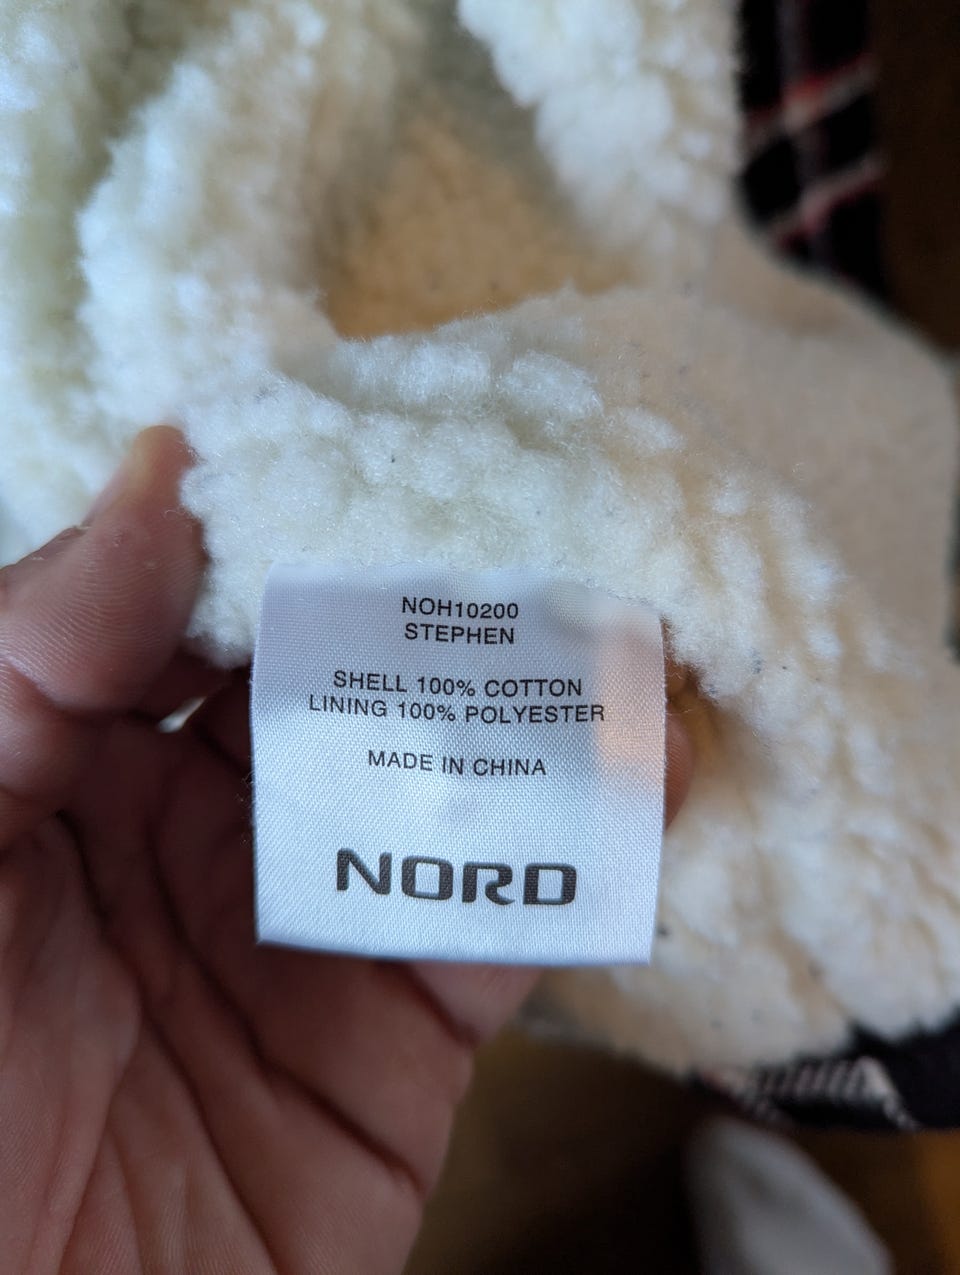 NOH10200
STEPHEN
SHELL 100% COTTON
LINING 100% POLYESTER
MADE IN CHINA
NORD